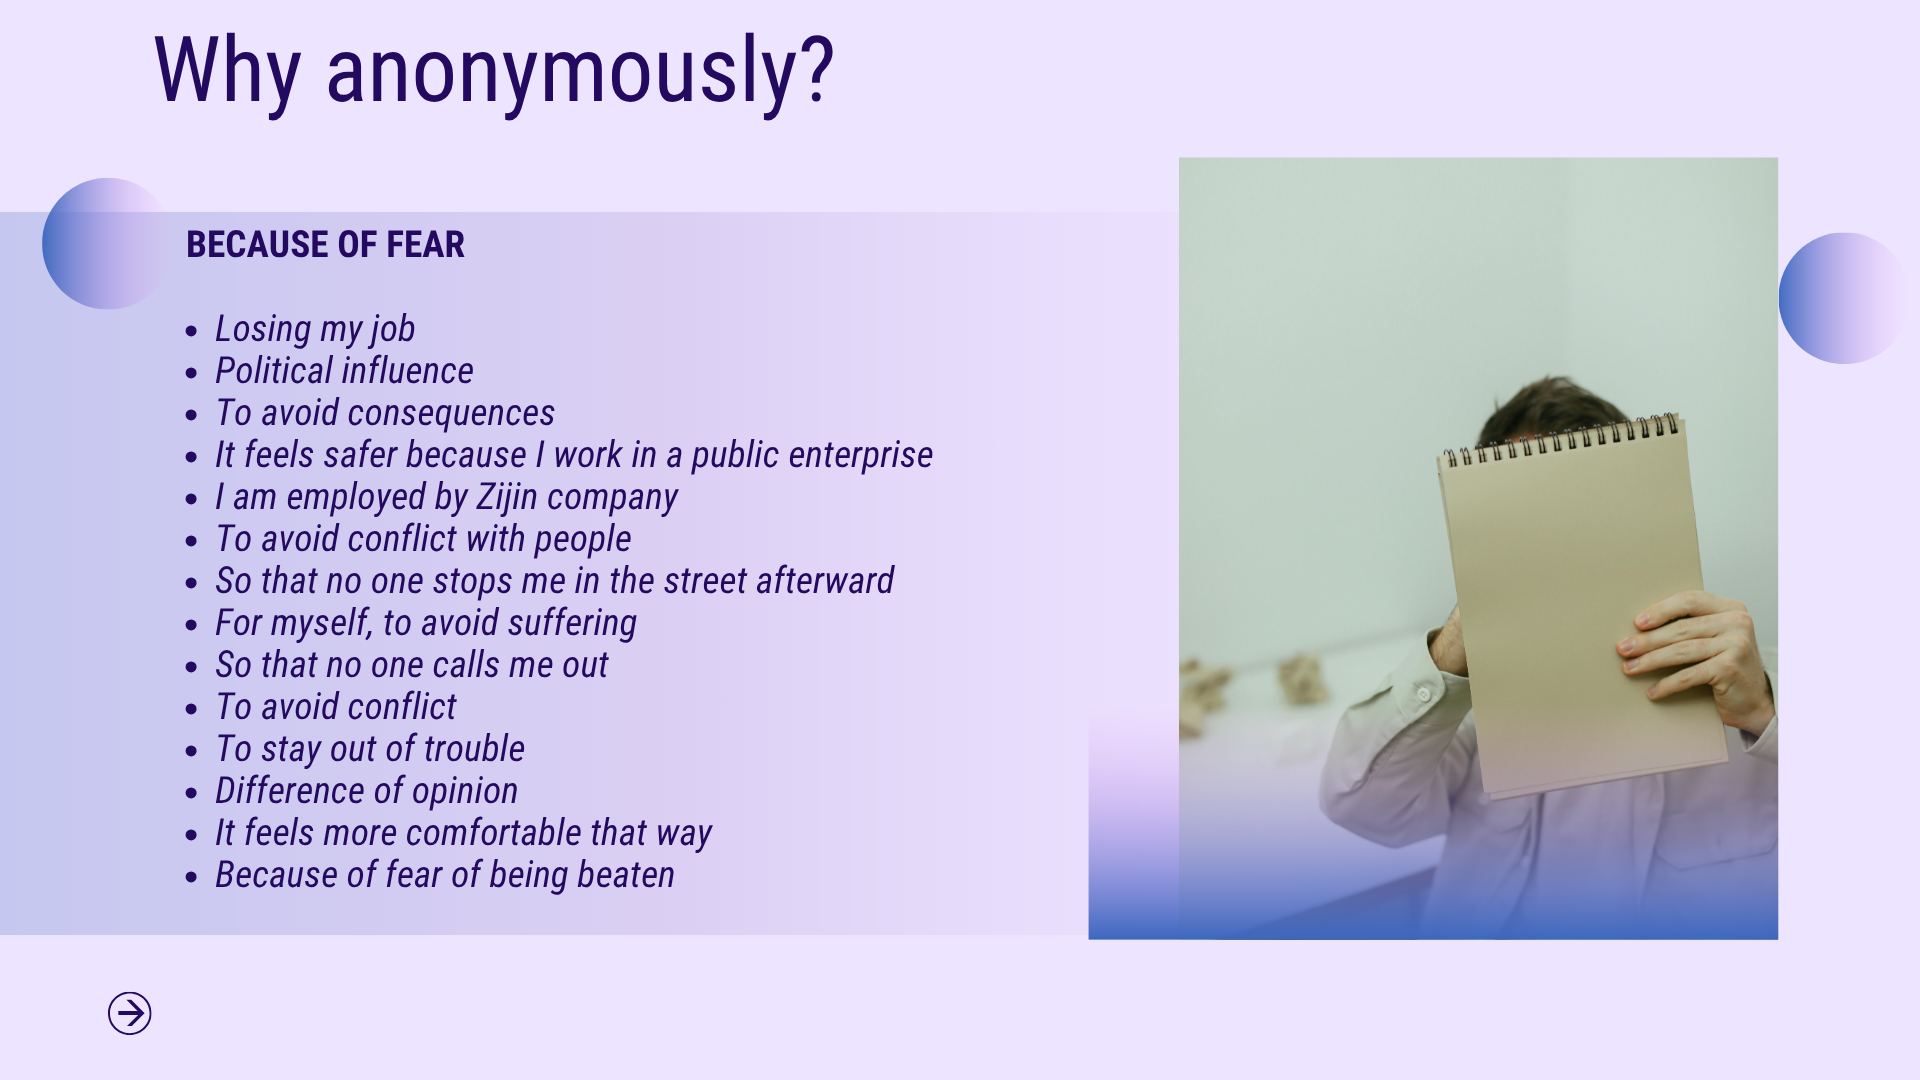 Why anonymously?
BECAUSE OF FEAR
• Losing my job
• Political influence
• To avoid consequences
• It feels safer because I work in a public enterprise
• I am employed by Zijin company
• To avoid conflict with people
• So that no one stops me in the street afterward
• For myself, to avoid suffering
• So that no one calls me out
• To avoid conflict
• To stay out of trouble
• Difference of opinion
• It feels more comfortable that way
• Because of fear of being beaten